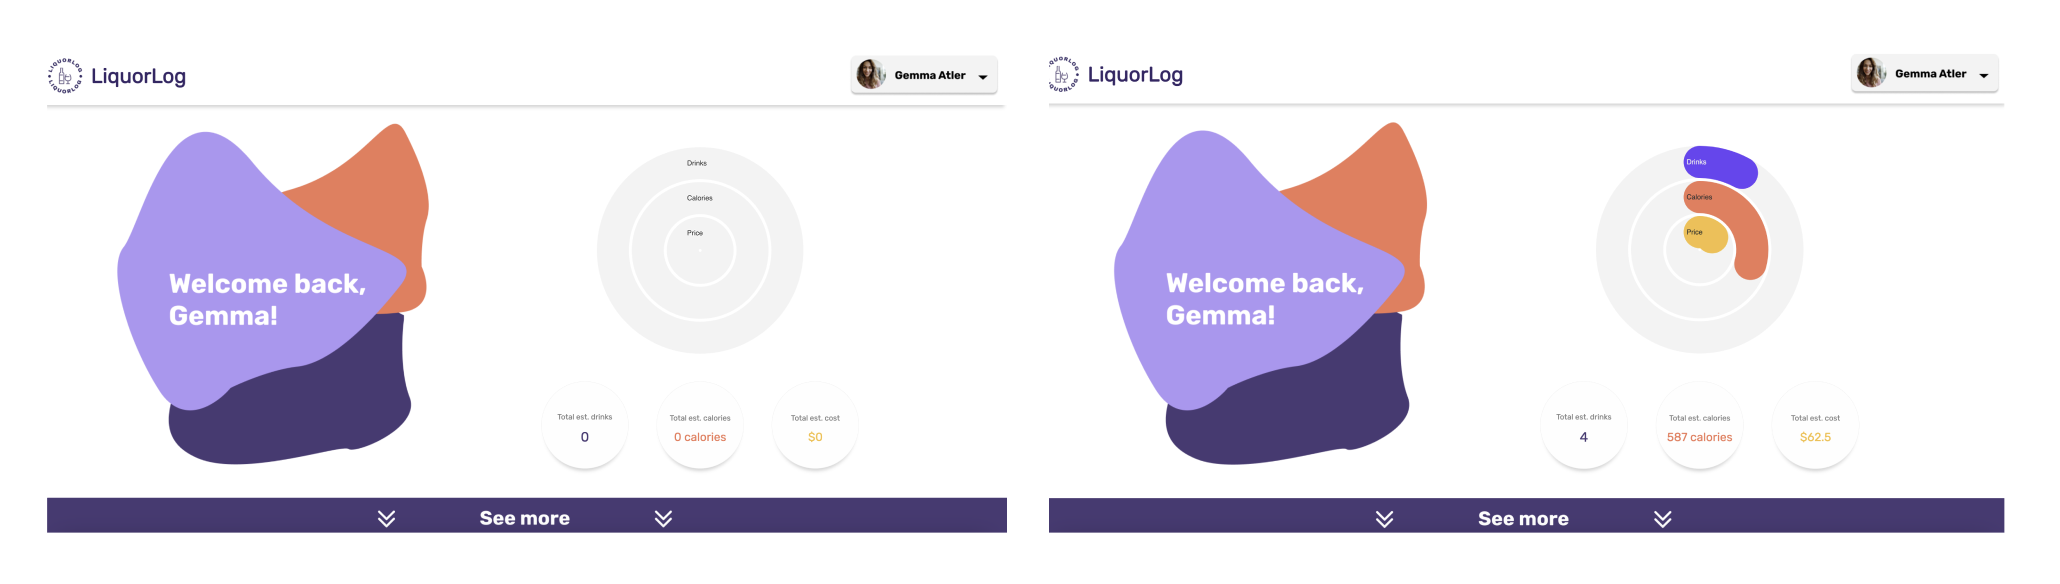 LIQUORLOG
LIQUORLOG
LiquorLog
Gemma Atler
Welcome back,
Gemma!
Drinks
Calories
Price
Total est. drinks
0
Total est. calories
0 calories
Total est. cost
$0
See more
LiquorLog
Gemma Atler
Welcome back,
Gemma!
Drinks
Calories
Price
Total est. drinks
4
Total est. calories
587 calories
Total est. cost
$62.5
See more